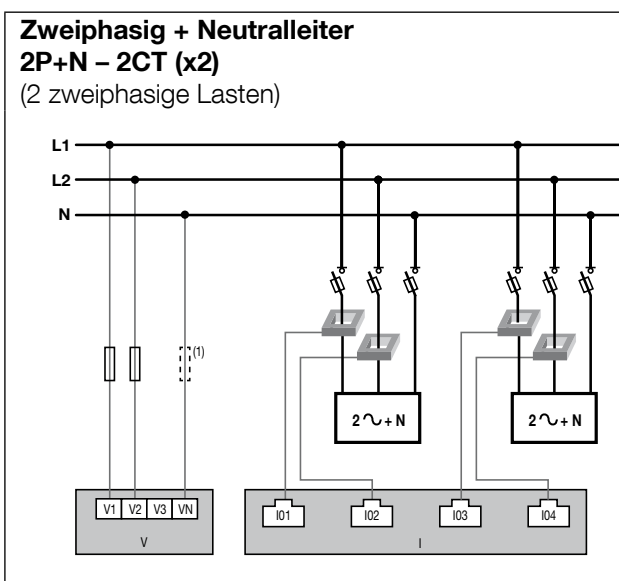 Zweiphasig + Neutralleiter
2P+N – 2CT (x2)
(2 zweiphasige Lasten)
L1
L2
N
(1)
2 ∿ + N
2 ∿ + N
V1 V2 V3 VN
V
I01 I02 I03 I04
I